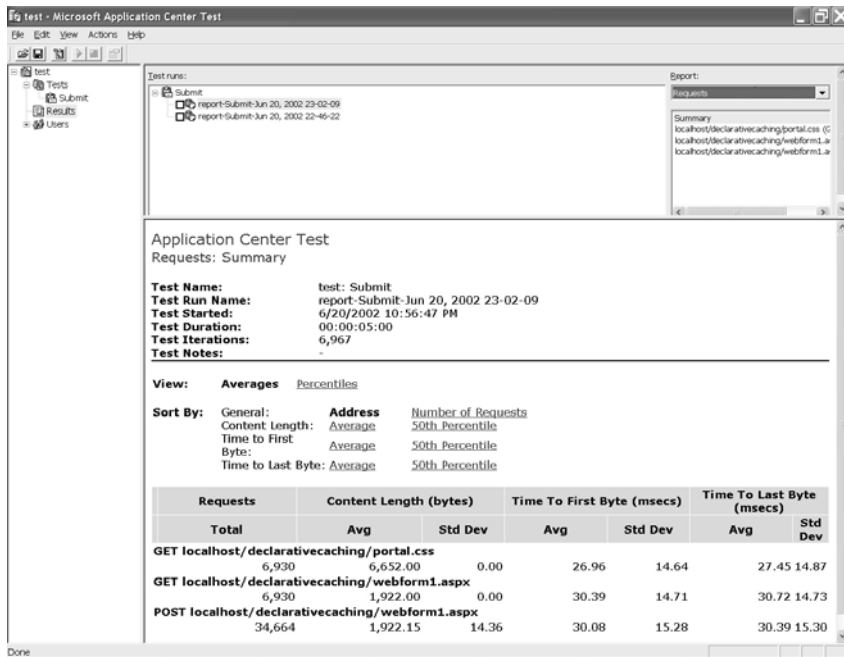 test - Microsoft Application Center Test
File Edit View Actions Help
test
Tests
Submit
Results
Users
Test runs:
Submit
report-Submit-Jun 20, 2002 23-02-09
report-Submit-Jun 20, 2002 22-46-22
Report:
Requests
Summary
localhost/declarativecaching/portal.css (G
localhost/declarativecaching/webform1.a
localhost/declarativecaching/webform1.a
Application Center Test
Requests: Summary
Test Name: test: Submit
Test Run Name: report-Submit-Jun 20, 2002 23-02-09
Test Started: 6/20/2002 10:56:47 PM
Test Duration: 00:00:05:00
Test Iterations: 6,967
Test Notes: -
View: Averages Percentiles
Sort By: General: Address Number of Requests
Content Length: Average 50th Percentile
Time to First Byte: Average 50th Percentile
Time to Last Byte: Average 50th Percentile
Requests Content Length (bytes) Time To First Byte (msecs) Time To Last Byte (msecs)
Total Avg Std Dev Avg Std Dev Avg Std Dev
GET localhost/declarativecaching/portal.css
6,930 6,652.00 0.00 26.96 14.64 27.45 14.87
GET localhost/declarativecaching/webform1.aspx
6,930 1,922.00 0.00 30.39 14.71 30.72 14.73
POST localhost/declarativecaching/webform1.aspx
34,664 1,922.15 14.36 30.08 15.28 30.39 15.30
Done